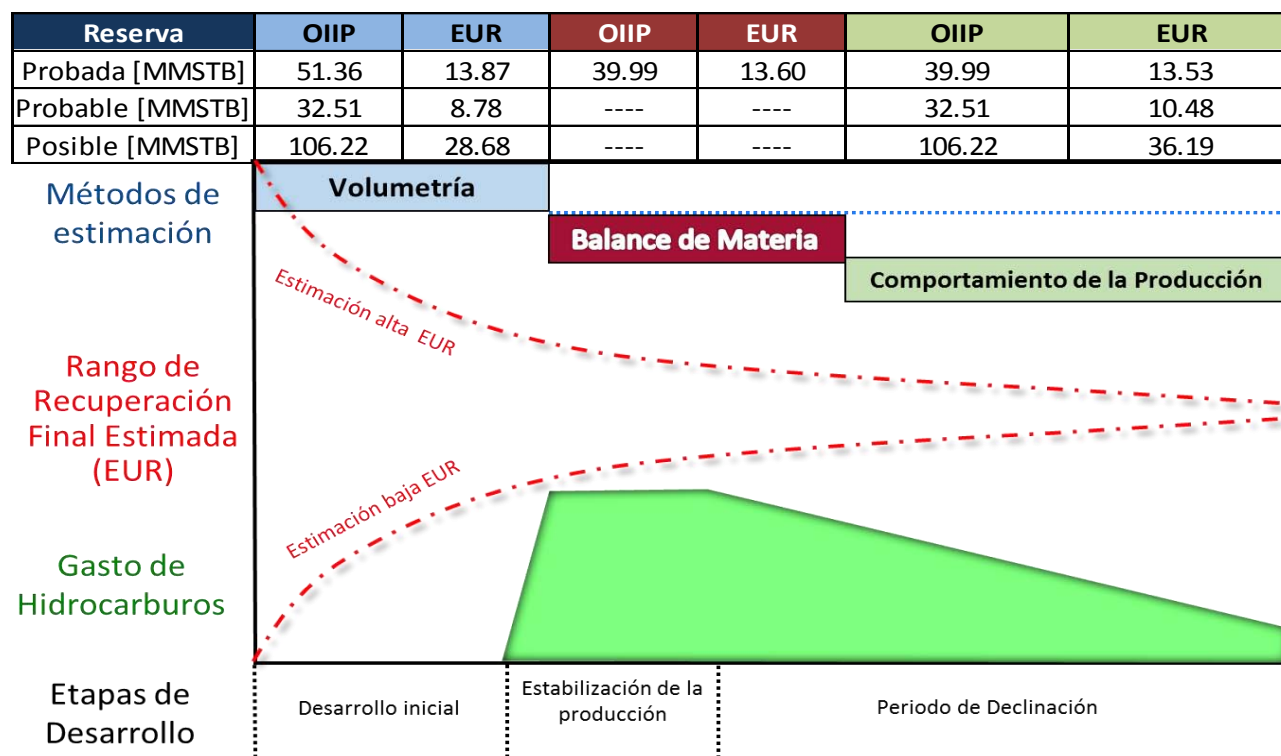 Reserva OIIP EUR OIIP EUR OIIP EUR
Probada [MMSTB] 51.36 13.87 39.99 13.60 39.99 13.53
Probable [MMSTB] 32.51 8.78 ---- ---- 32.51 10.48
Posible [MMSTB] 106.22 28.68 ---- ---- 106.22 36.19
Métodos de
estimación
Volumetría
Balance de Materia
Comportamiento de la Producción
Estimación alta EUR
Rango de
Recuperación
Final Estimada
(EUR)
Estimación baja EUR
Gasto de
Hidrocarburos
Etapas de
Desarrollo
Desarrollo inicial
Estabilización de la
producción
Periodo de Declinación